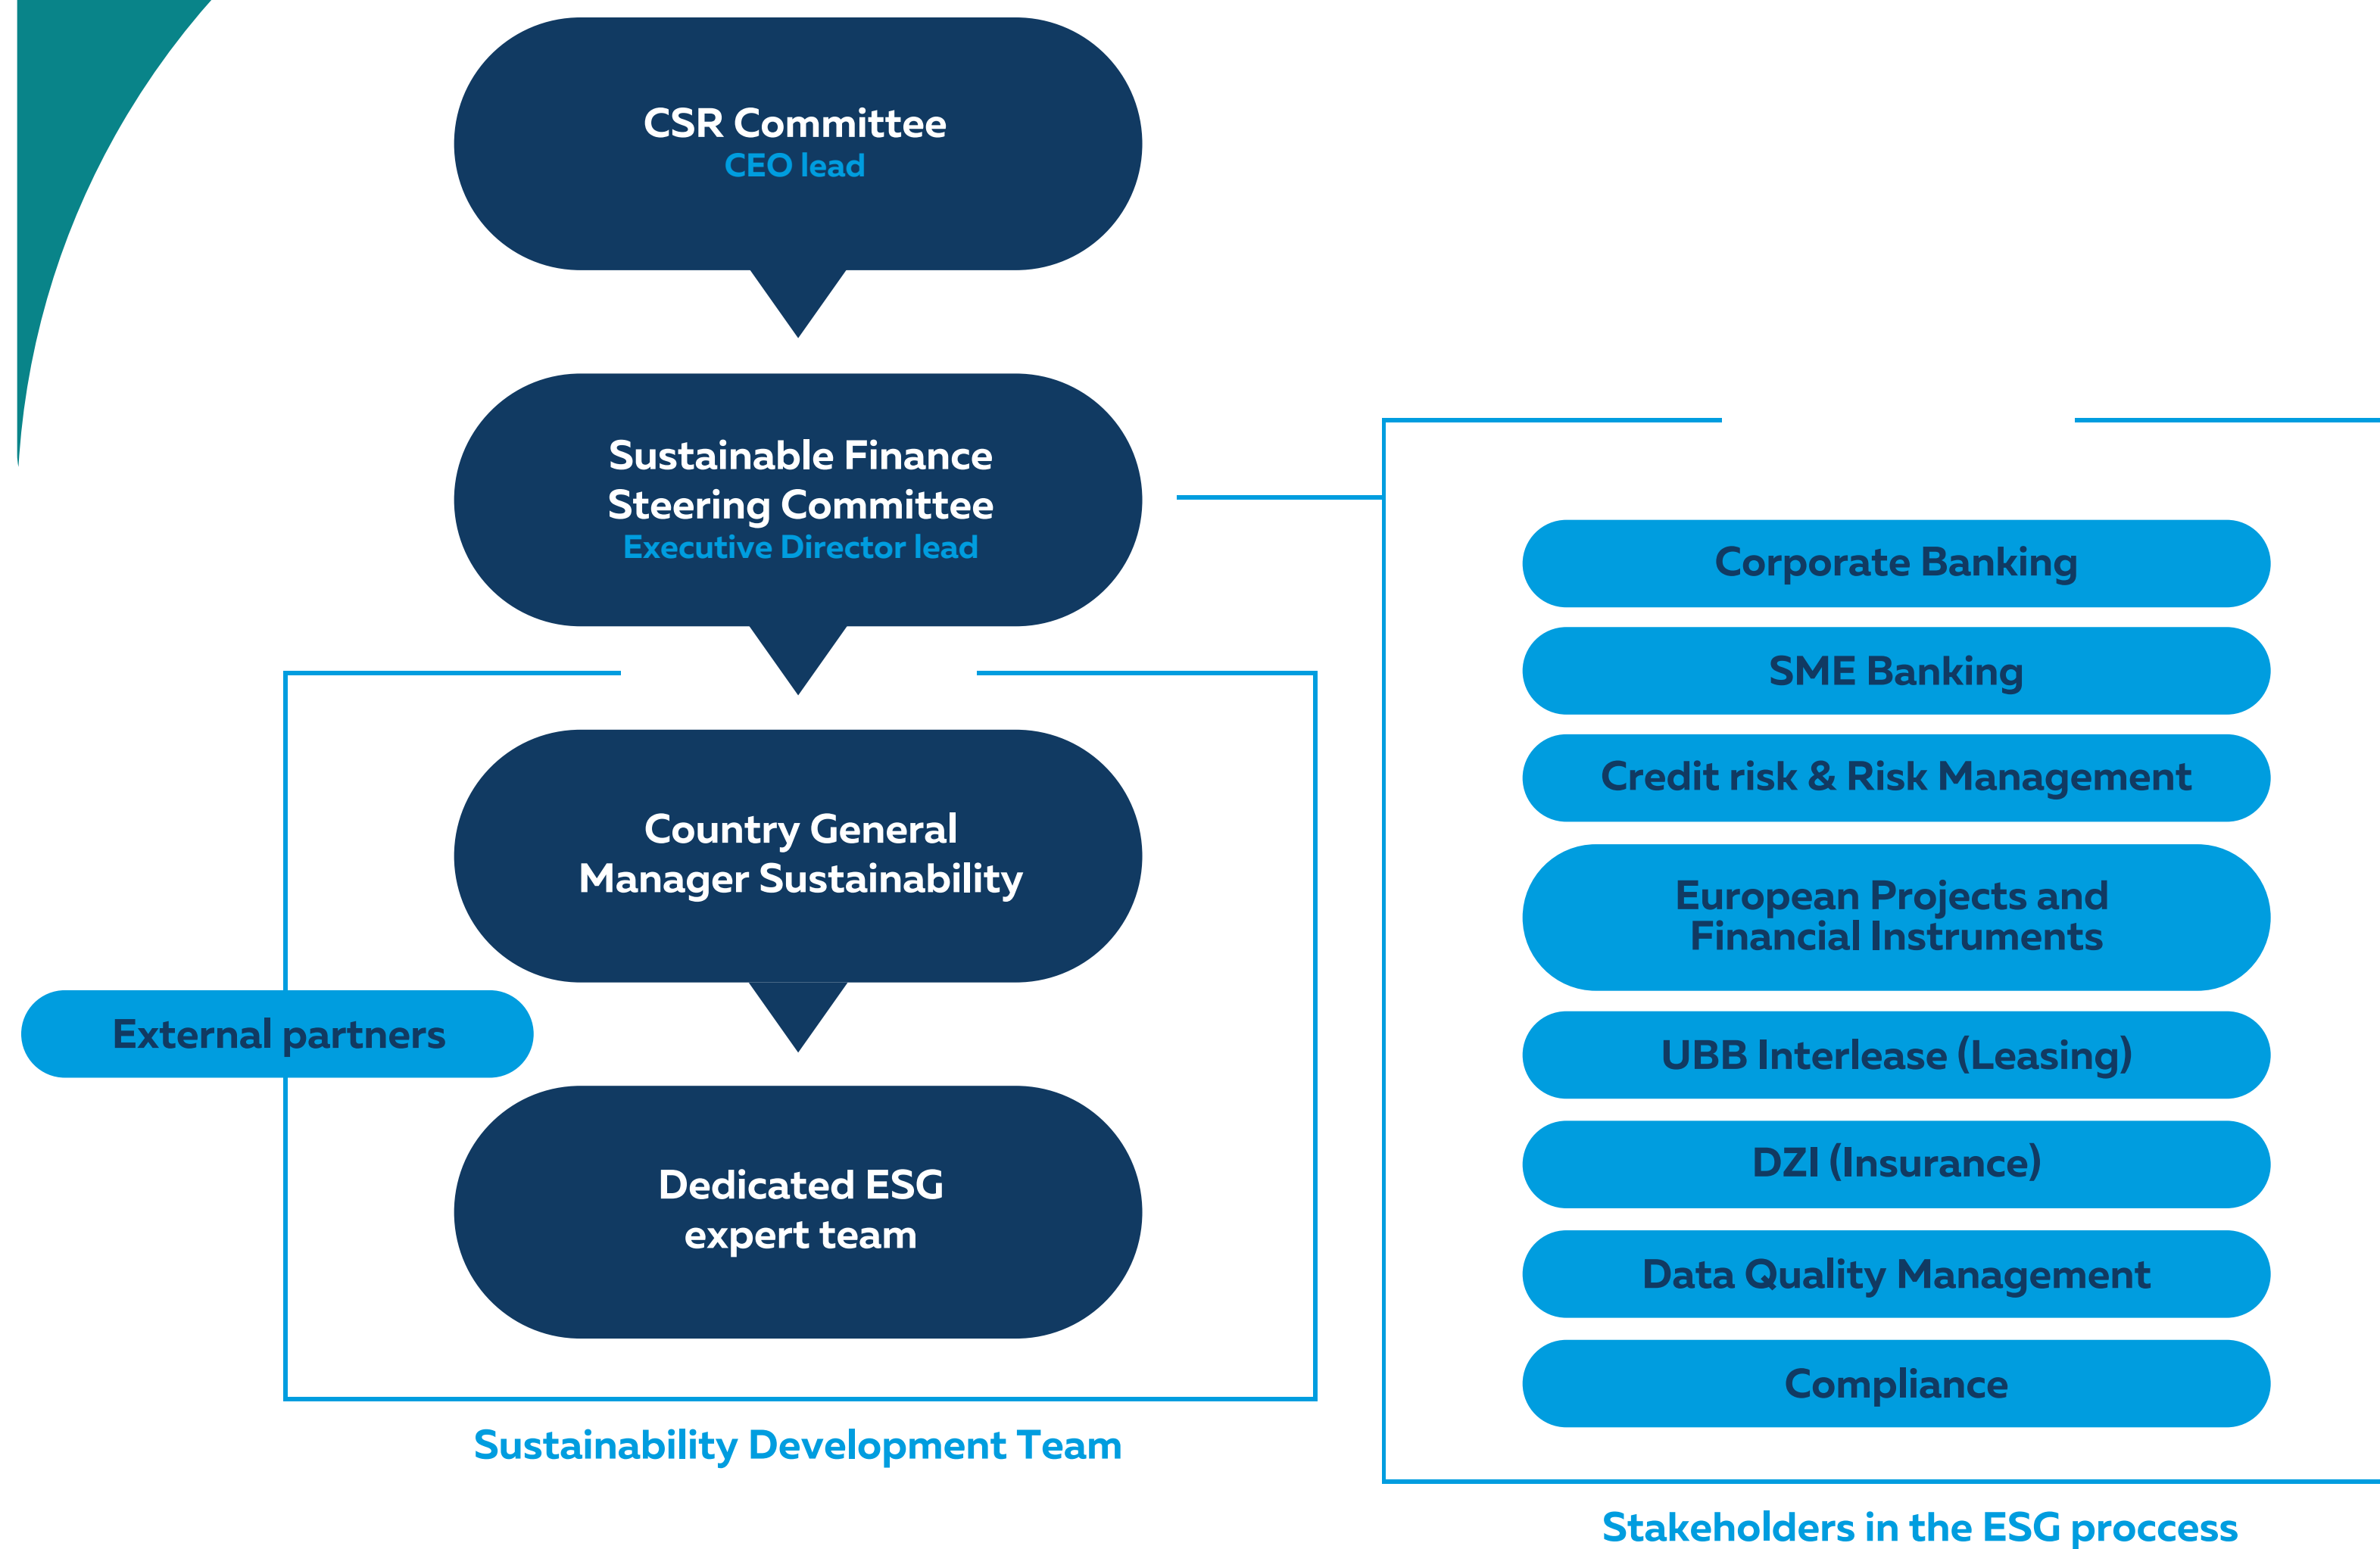 CSR Committee
CEO lead
Sustainable Finance
Steering Committee
Executive Director lead
Country General
Manager Sustainability
External partners
Dedicated ESG
expert team
Sustainability Development Team
Corporate Banking
SME Banking
Credit risk & Risk Management
European Projects and
Financial Instruments
UBB Interlease (Leasing)
DZI (Insurance)
Data Quality Management
Compliance
Stakeholders in the ESG proccess